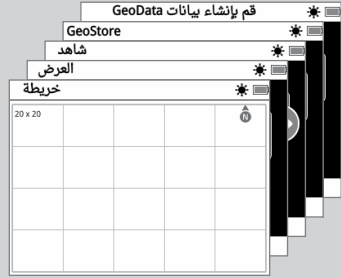 قم بإنشاء بيانات GeoData
GeoStore
شاهد
العرض
خريطة
20 x 20
N